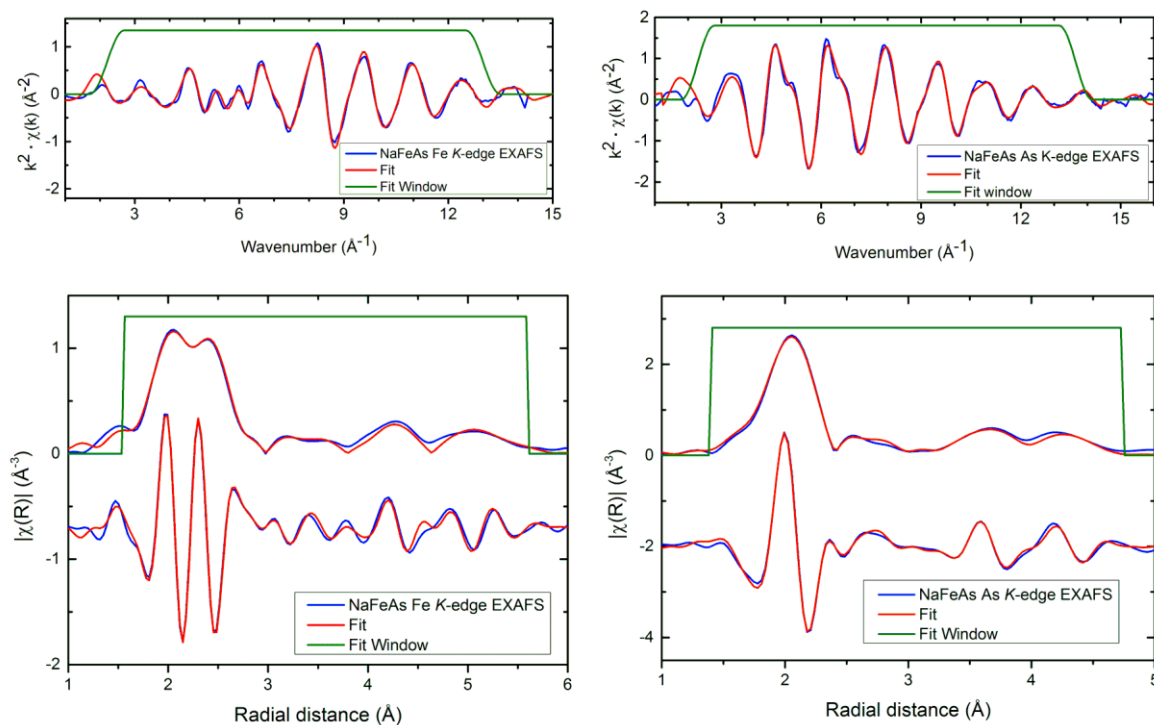 k² · χ(k) (Å⁻²)
1
0
-1
-2
3 6 9 12 15
Wavenumber (Å⁻¹)
NaFeAs Fe K-edge EXAFS
Fit
Fit Window
k² · χ(k) (Å⁻²)
2
1
0
-1
-2
3 6 9 12 15
Wavenumber (Å⁻¹)
NaFeAs As K-edge EXAFS
Fit
Fit window
|χ(R)| (Å⁻³)
1
0
-1
-2
1 2 3 4 5 6
Radial distance (Å)
NaFeAs Fe K-edge EXAFS
Fit
Fit Window
|χ(R)| (Å⁻³)
2
0
-2
-4
1 2 3 4 5
Radial distance (Å)
NaFeAs As K-edge EXAFS
Fit
Fit Window